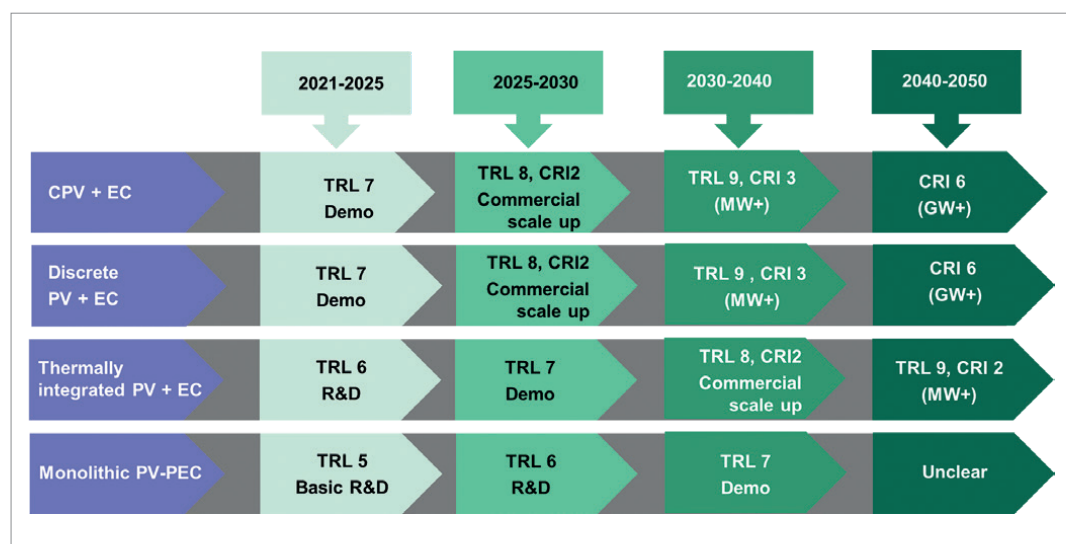 2021-2025
2025-2030
2030-2040
2040-2050
CPV + EC
TRL 7
Demo
TRL 8, CRI2
Commercial
scale up
TRL 9, CRI 3
(MW+)
CRI 6
(GW+)
Discrete
PV + EC
TRL 7
Demo
TRL 8, CRI2
Commercial
scale up
TRL 9 , CRI 3
(MW+)
CRI 6
(GW+)
Thermally
integrated PV + EC
TRL 6
R&D
TRL 7
Demo
TRL 8, CRI2
Commercial
scale up
TRL 9, CRI 2
(MW+)
Monolithic PV-PEC
TRL 5
Basic R&D
TRL 6
R&D
TRL 7
Demo
Unclear